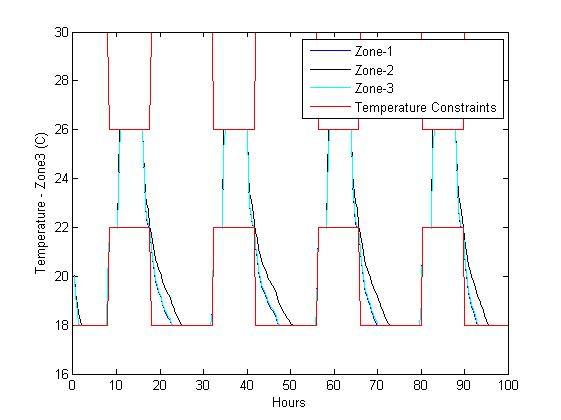 30
28
26
24
22
20
18
16
Temperature - Zone3 (C)
Zone-1
Zone-2
Zone-3
Temperature Constraints
0 10 20 30 40 50 60 70 80 90 100
Hours